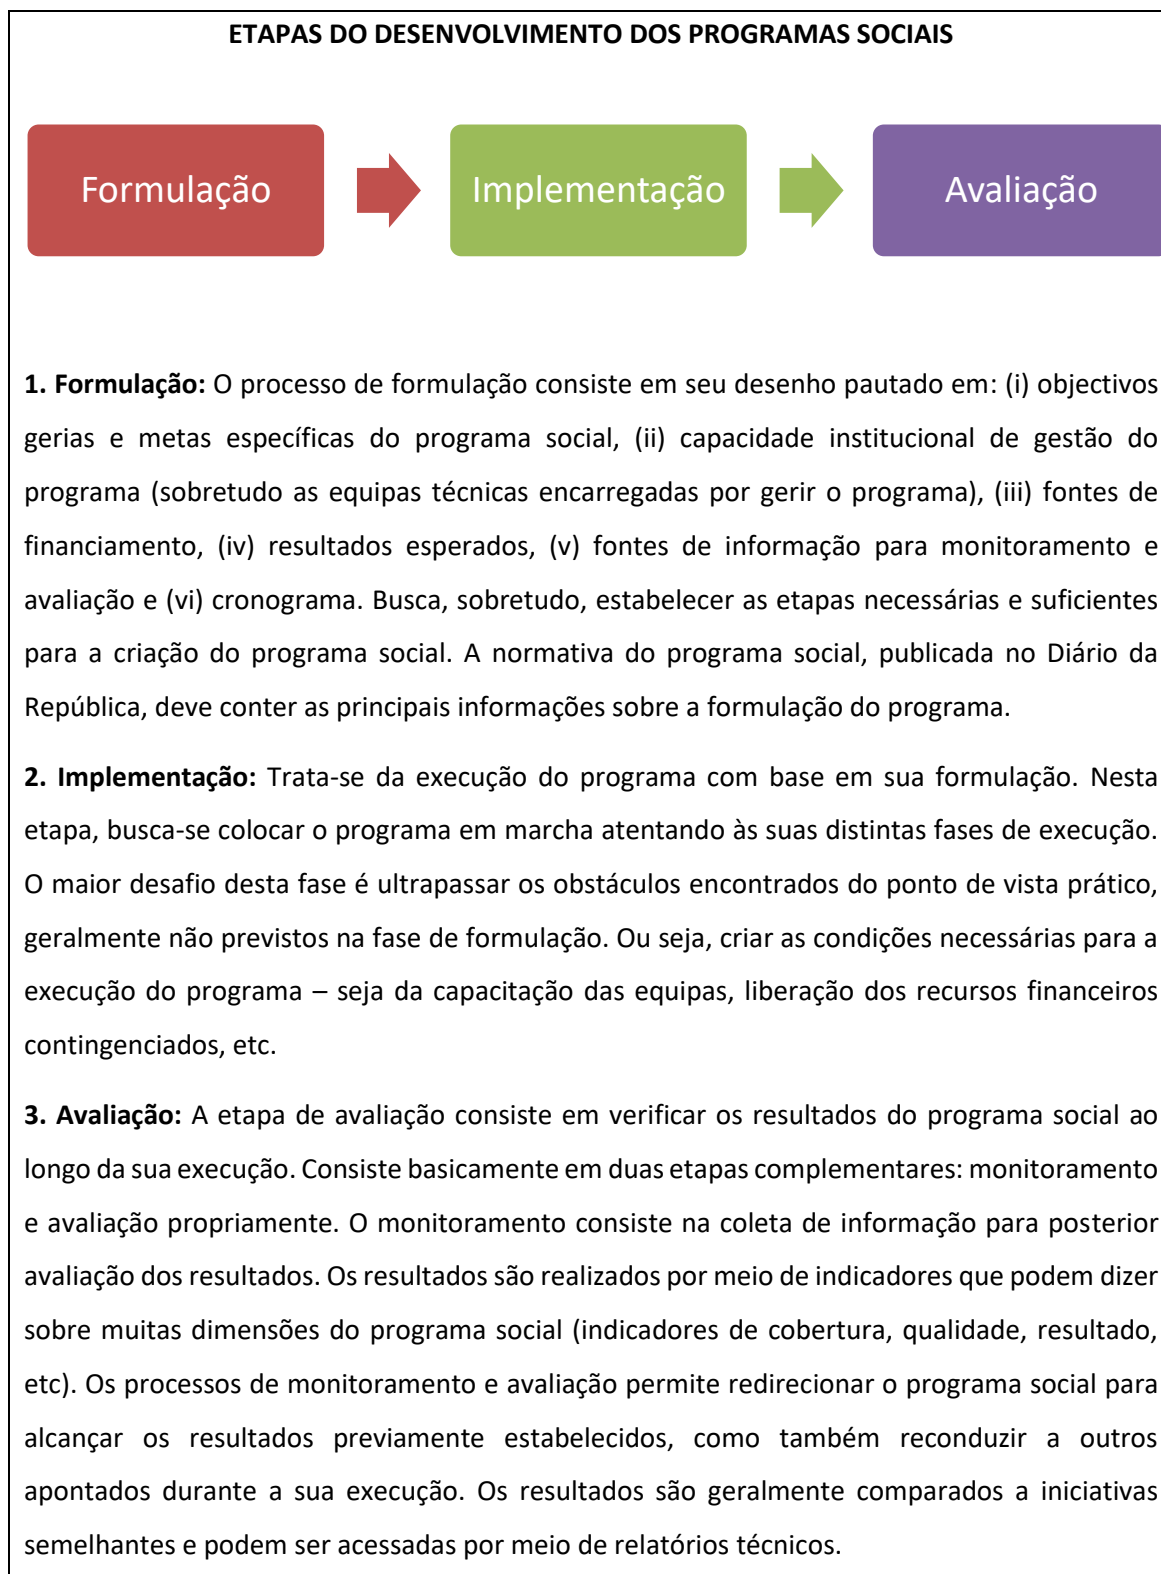 ETAPAS DO DESENVOLVIMENTO DOS PROGRAMAS SOCIAIS
Formulação
Implementação
Avaliação
1. Formulação: O processo de formulação consiste em seu desenho pautado em: (i) objectivos
gerias e metas específicas do programa social, (ii) capacidade institucional de gestão do
programa (sobretudo as equipas técnicas encarregadas por gerir o programa), (iii) fontes de
financiamento, (iv) resultados esperados, (v) fontes de informação para monitoramento e
avaliação e (vi) cronograma. Busca, sobretudo, estabelecer as etapas necessárias e suficientes
para a criação do programa social. A normativa do programa social, publicada no Diário da
República, deve conter as principais informações sobre a formulação do programa.
2. Implementação: Trata-se da execução do programa com base em sua formulação. Nesta
etapa, busca-se colocar o programa em marcha atentando às suas distintas fases de execução.
O maior desafio desta fase é ultrapassar os obstáculos encontrados do ponto de vista prático,
geralmente não previstos na fase de formulação. Ou seja, criar as condições necessárias para a
execução do programa – seja da capacitação das equipas, liberação dos recursos financeiros
contingenciados, etc.
3. Avaliação: A etapa de avaliação consiste em verificar os resultados do programa social ao
longo da sua execução. Consiste basicamente em duas etapas complementares: monitoramento
e avaliação propriamente. O monitoramento consiste na coleta de informação para posterior
avaliação dos resultados. Os resultados são realizados por meio de indicadores que podem dizer
sobre muitas dimensões do programa social (indicadores de cobertura, qualidade, resultado,
etc). Os processos de monitoramento e avaliação permite redirecionar o programa social para
alcançar os resultados previamente estabelecidos, como também reconduzir a outros
apontados durante a sua execução. Os resultados são geralmente comparados a iniciativas
semelhantes e podem ser acessadas por meio de relatórios técnicos.